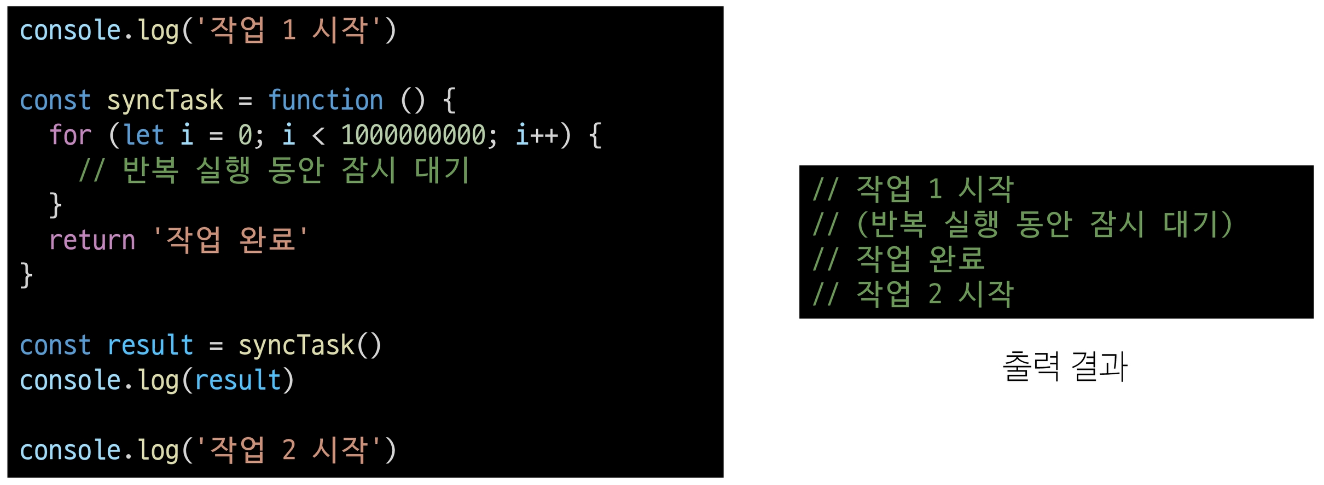 console.log('작업 1 시작')
const syncTask = function () {
for (let i = 0; i < 1000000000; i++) {
// 반복 실행 동안 잠시 대기
}
return '작업 완료'
}
const result = syncTask()
console.log(result)
console.log('작업 2 시작')
// 작업 1 시작
// (반복 실행 동안 잠시 대기)
// 작업 완료
// 작업 2 시작
출력 결과